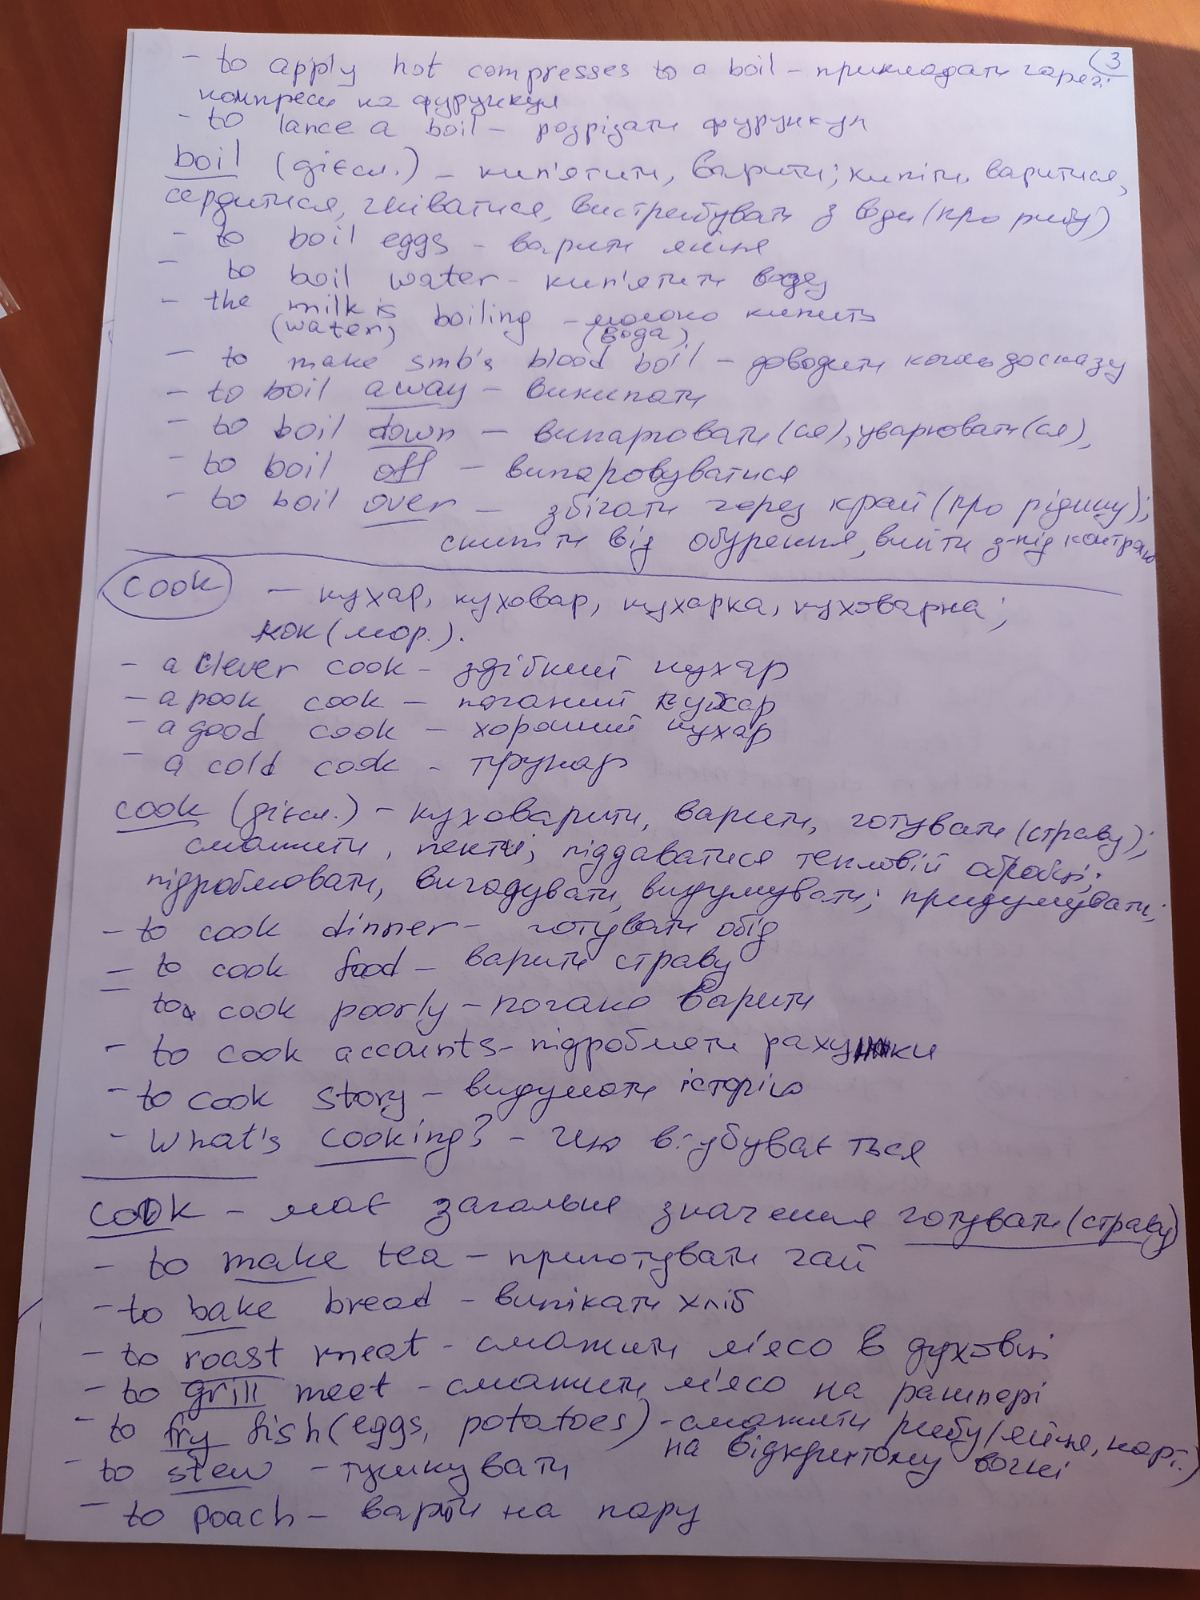 3
- to apply hot compresses to a boil - прикладати гарячі
компреси на фурункул
- to lance a boil - розрізати фурункул
boil (дієсл.) - кип'ятити, варити; кипіти, варитися,
сердитися, гніватися, вистрибувати з води (про рибу)
- to boil eggs - варити яйця
- to boil water - кип'ятити воду
- the milk is boiling - молоко кипить
(water) (вода)
- to make smb's blood boil - доводити когось до сказу
- to boil away - википати
- to boil down - випарювати(ся), уварювати(ся),
- to boil off - випаровуватися
- to boil over - збігати через край (про рідину);
скипіти від обурення, вийти з-під контролю
cook - кухар, куховар, кухарка, куховарка;
кок (мор.).
- a clever cook - здібний кухар
- a pook cook - поганий кухар
- a good cook - хороший кухар
- a cold cook - трунар
cook (дієсл.) - куховарити, варити, готувати (страву);
смажити, пекти; піддаватися тепловій обробці;
підроблювати, вигадувати, видумувати; придумувати;
- to cook dinner - готувати обід
- to cook food - варити страву
to cook poorly - погано варити
- to cook accounts - підробляти рахунки
- to cook story - видумати історію
- What's cooking? - Що відбувається
cook - має загальне значення готувати (страву)
- to make tea - приготувати чай
- to bake bread - випікати хліб
- to roast meat - смажити м'ясо в духовці
- to grill meet - смажити м'ясо на рашпері
- to fry fish (eggs, potatoes) - смажити рибу/яйця, карт.)
на відкритому вогні
- to stew - тушкувати
- to poach - варити на пару